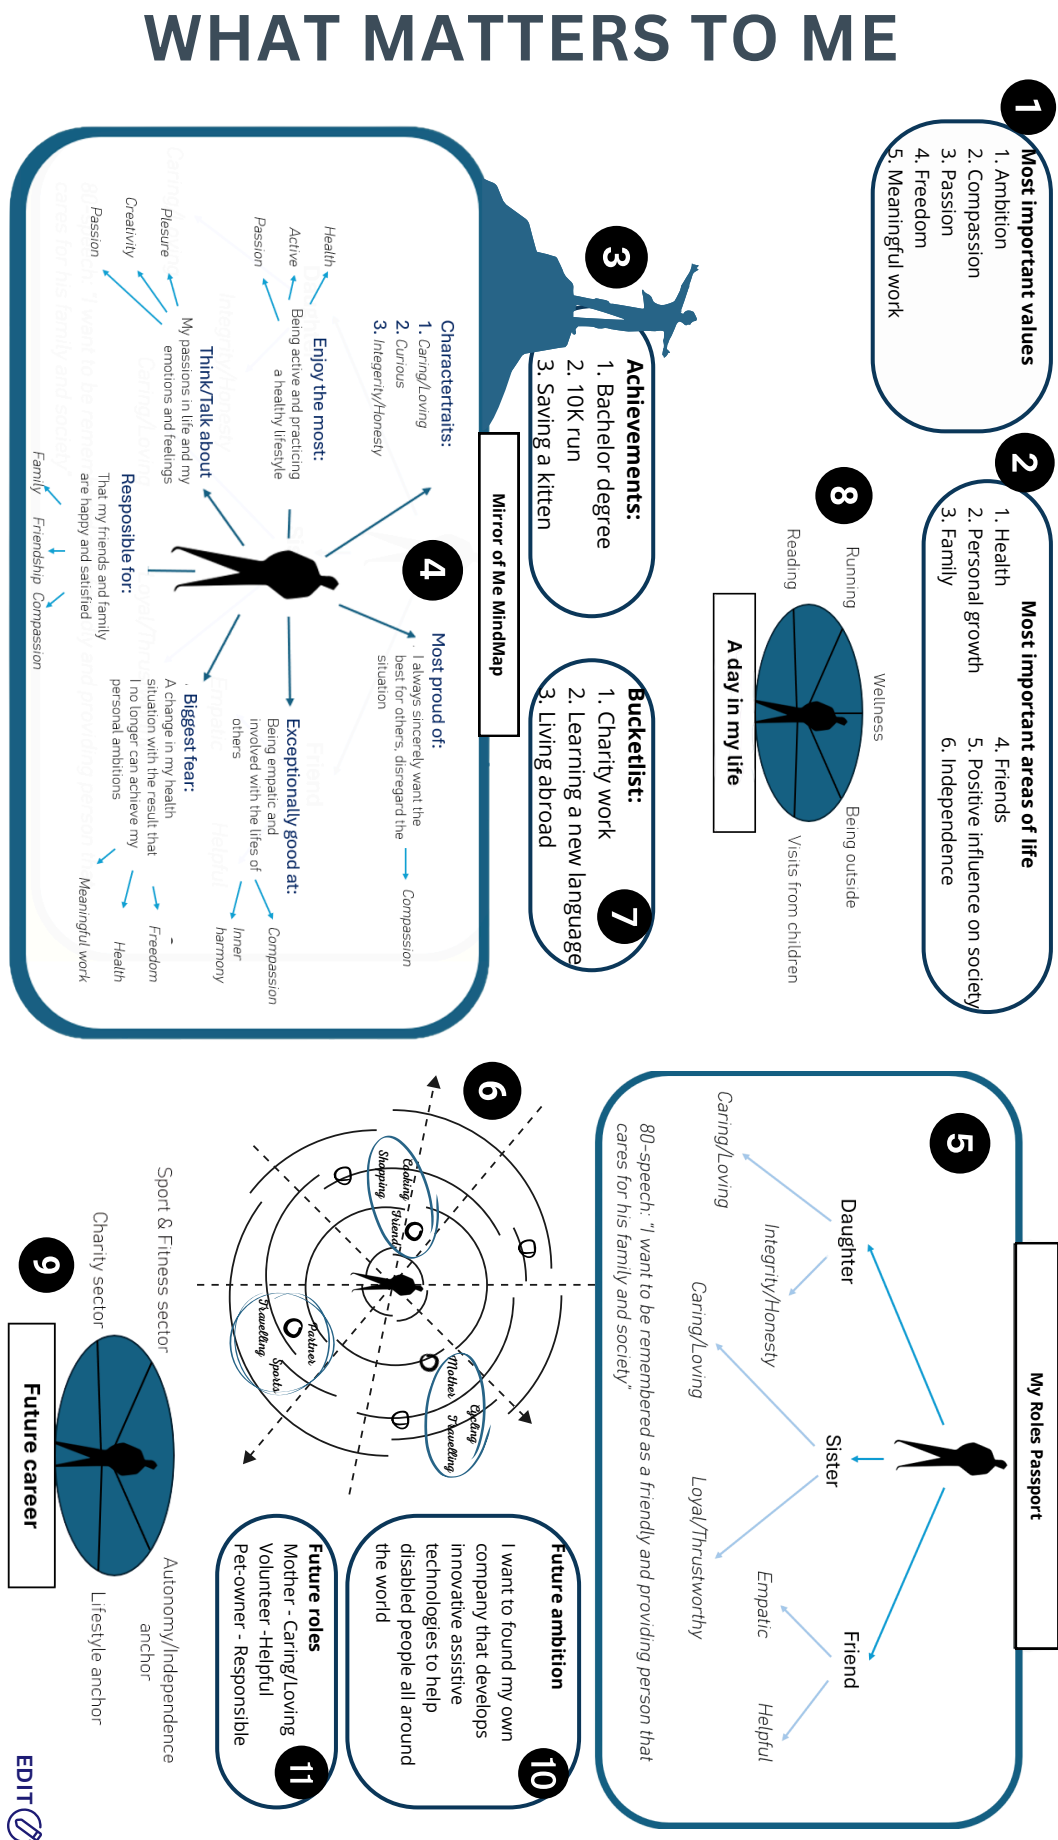 WHAT MATTERS TO ME
1
Most important values
1. Ambition
2. Compassion
3. Passion
4. Freedom
5. Meaningful work
2
Most important areas of life
1. Health
2. Personal growth
3. Family
4. Friends
5. Positive influence on society
6. Independence
3
Achievements:
1. Bachelor degree
2. 10K run
3. Saving a kitten
Bucketlist:
1. Charity work
2. Learning a new language
3. Living abroad
7
8
Running
Reading
Wellness
Being outside
Visits from children
A day in my life
Mirror of Me MindMap
4
Charactertraits:
1. Caring/Loving
2. Curious
3. Integerity/Honesty
Enjoy the most:
Being active and practicing
a healthy lifestyle
Health
Active
Passion
Think/Talk about
My passions in life and my
emotions and feelings
Plesure
Creativity
Passion
Resposible for:
That my friends and family
are happy and satisfied
Family
Friendship
Compassion
Most proud of:
I always sincerely want the
best for others, disregard the
situation
Compassion
Exceptionally good at:
Being empatic and
involved with the lifes of
others
Compassion
Inner
harmony
Biggest fear:
A change in my health
situation with the result that
I no longer can achieve my
personal ambitions
Freedom
Health
Meaningful work
My Roles Passport
5
Daughter
Caring/Loving
Integrity/Honesty
Sister
Caring/Loving
Loyal/Thrustworthy
Friend
Empatic
Helpful
80-speech: "I want to be remembered as a friendly and providing person that
cares for his family and society"
6
Cooking
Shopping
Friend
Mother
Cycling
Travelling
Partner
Travelling
Sports
Future ambition
I want to found my own
company that develops
innovative assistive
technologies to help
disabled people all around
the world
10
Future roles
Mother - Caring/Loving
Volunteer -Helpful
Pet-owner - Responsible
11
9
Sport & Fitness sector
Charity sector
Autonomy/Independence
anchor
Lifestyle anchor
Future career
EDIT